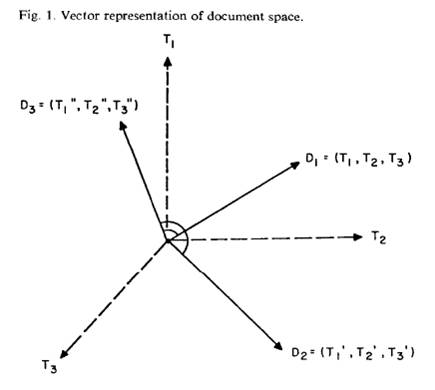 Fig. 1. Vector representation of document space.
T₁
D₃ = (T₁", T₂", T₃")
D₁ = (T₁, T₂, T₃)
T₂
D₂ = (T₁', T₂', T₃')
T₃